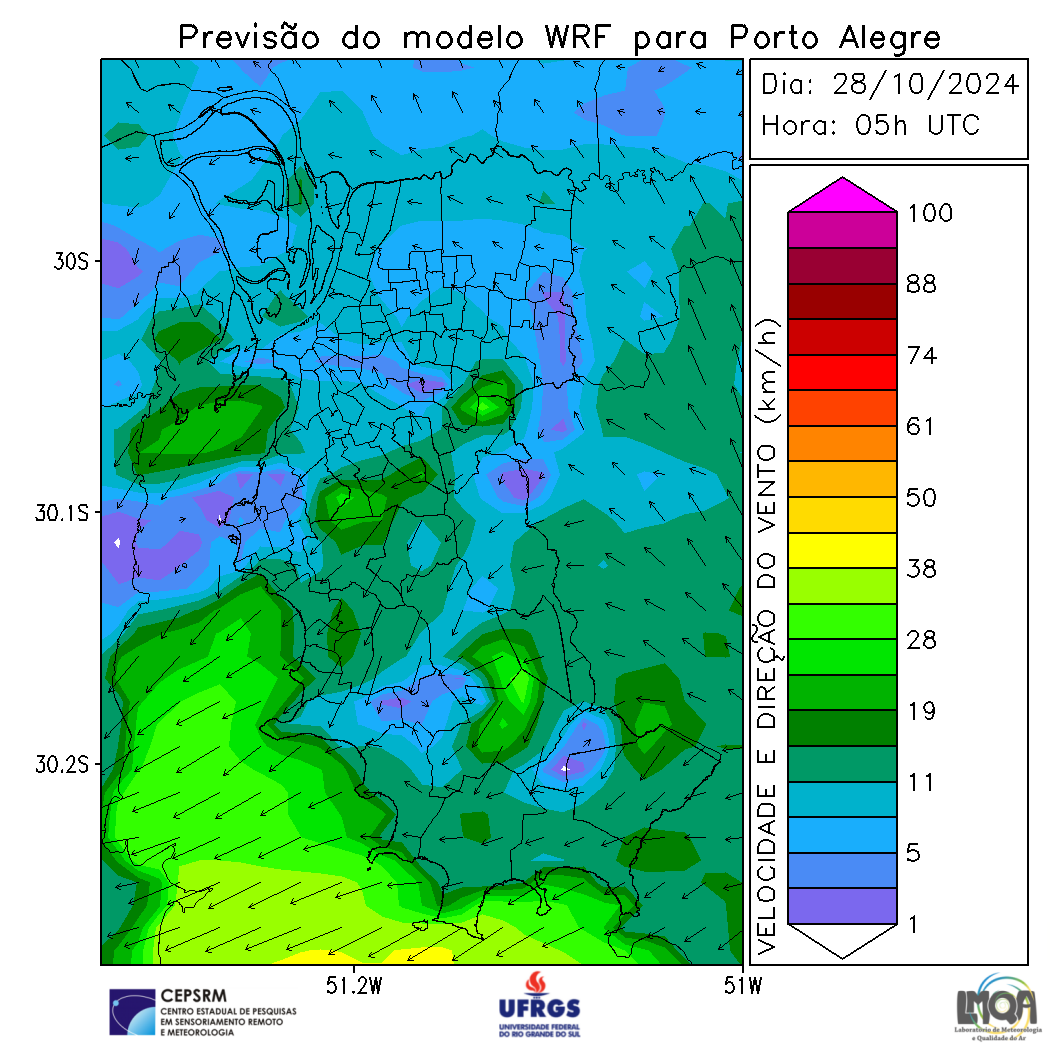 Previsão do modelo WRF para Porto Alegre
Dia: 28/10/2024
Hora: 05h UTC
30S
30.1S
30.2S
51.2W
51W
VELOCIDADE E DIREÇÃO DO VENTO (km/h)
100
88
74
61
50
38
28
19
11
5
1
CEPSRM
CENTRO ESTADUAL DE PESQUISAS
EM SENSORIAMENTO REMOTO
E METEOROLOGIA
UFRGS
UNIVERSIDADE FEDERAL
DO RIO GRANDE DO SUL
LMQA
Laboratório de Meteorologia
e Qualidade do Ar